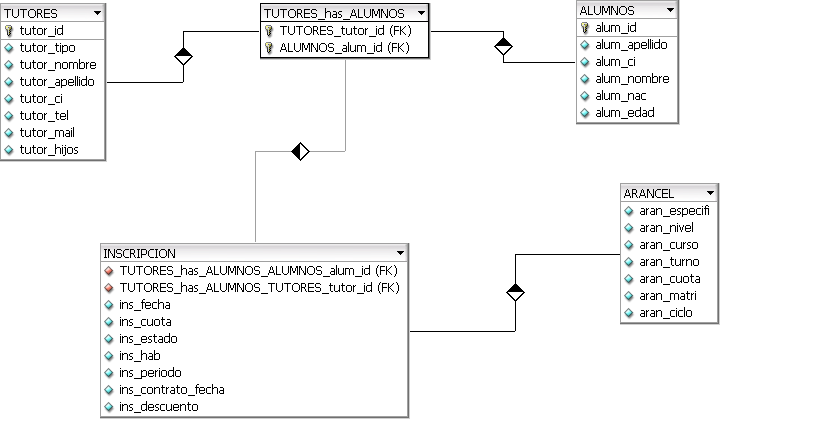 TUTORES
tutor_id
tutor_tipo
tutor_nombre
tutor_apellido
tutor_ci
tutor_tel
tutor_mail
tutor_hijos
TUTORES_has_ALUMNOS
TUTORES_tutor_id (FK)
ALUMNOS_alum_id (FK)
ALUMNOS
alum_id
alum_apellido
alum_ci
alum_nombre
alum_nac
alum_edad
INSCRIPCION
TUTORES_has_ALUMNOS_ALUMNOS_alum_id (FK)
TUTORES_has_ALUMNOS_TUTORES_tutor_id (FK)
ins_fecha
ins_cuota
ins_estado
ins_hab
ins_periodo
ins_contrato_fecha
ins_descuento
ARANCEL
aran_especifi
aran_nivel
aran_curso
aran_turno
aran_cuota
aran_matri
aran_ciclo